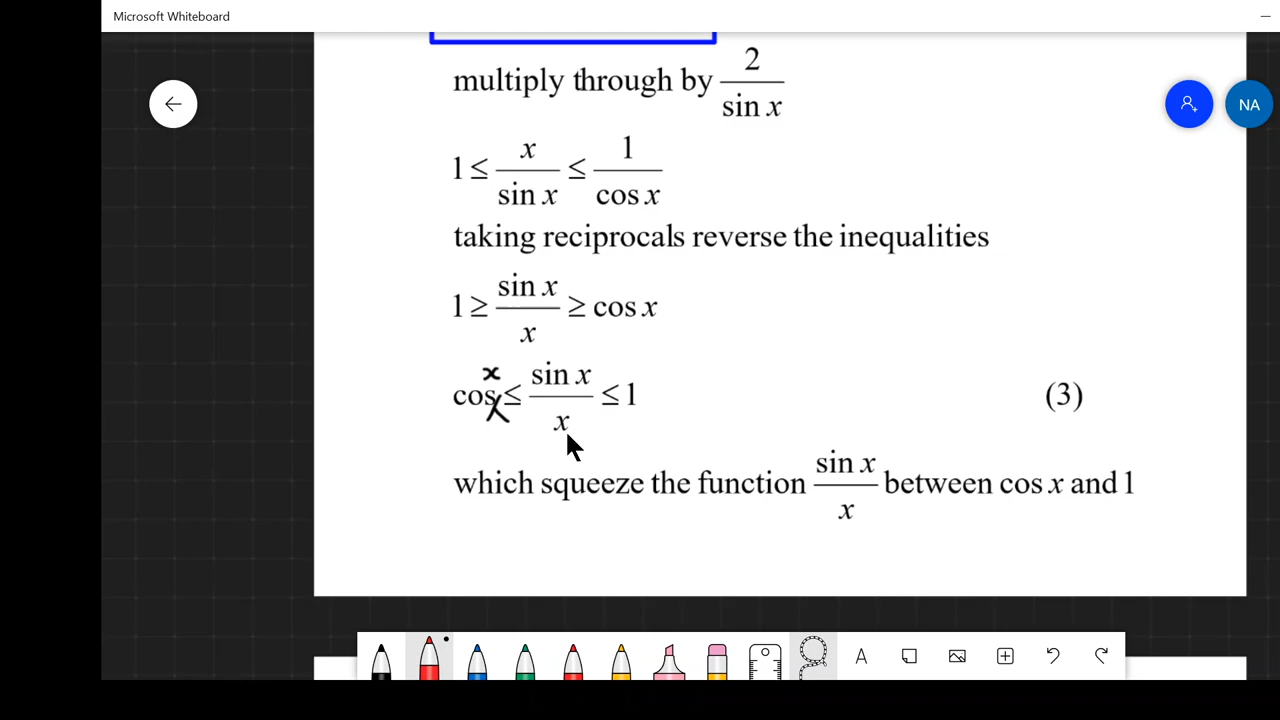 Microsoft Whiteboard
multiply through by 2/sin x
NA
1 ≤ x/sin x ≤ 1/cos x
taking reciprocals reverse the inequalities
1 ≥ sin x/x ≥ cos x
cos x ≤ sin x/x ≤ 1 (3)
which squeeze the function sin x/x between cos x and 1
A